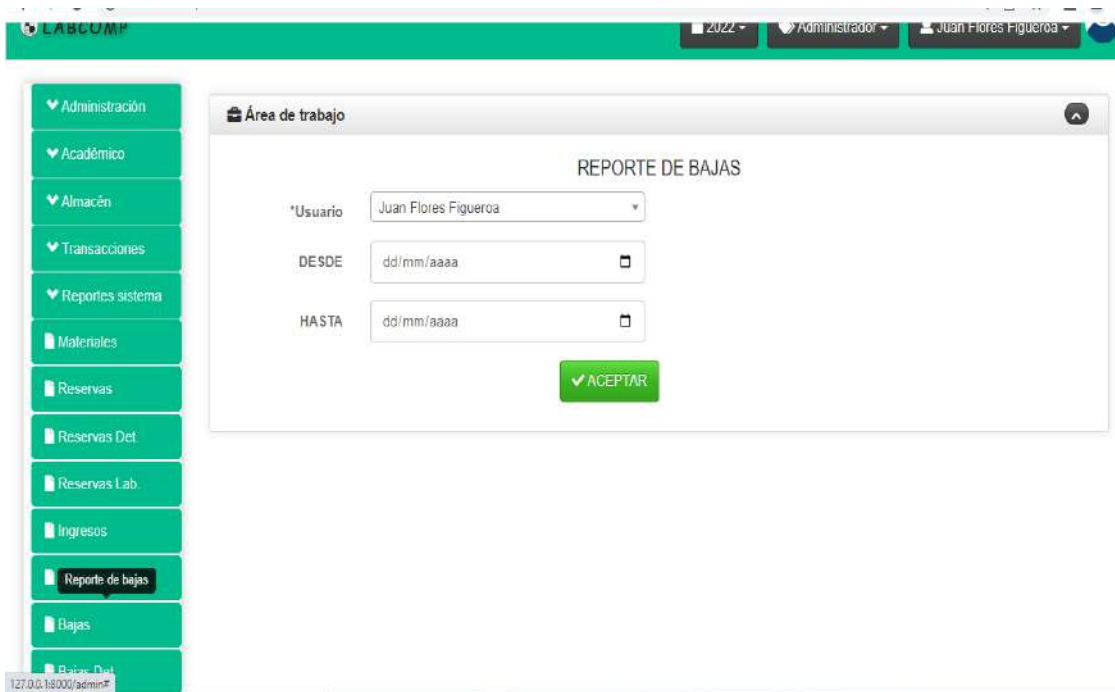 LABCOMP
2022
Administrador
Juan Flores Figueroa
Administración
Académico
Almacén
Transacciones
Reportes sistema
Materiales
Reservas
Reservas Det.
Reservas Lab.
Ingresos
Reporte de bajas
Bajas
Bajas Det.
127.0.0.1:8000/admin#
Área de trabajo
REPORTE DE BAJAS
*Usuario
Juan Flores Figueroa
DESDE
dd/mm/aaaa
HASTA
dd/mm/aaaa
ACEPTAR